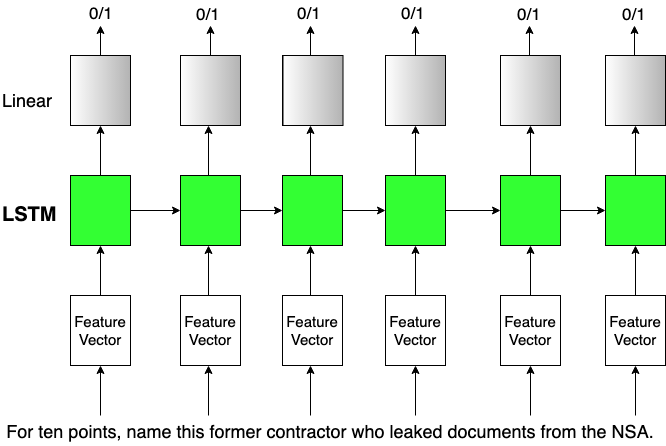 0/1 0/1 0/1 0/1 0/1 0/1
Linear
LSTM
Feature Feature Feature Feature Feature Feature
Vector Vector Vector Vector Vector Vector
For ten points, name this former contractor who leaked documents from the NSA.